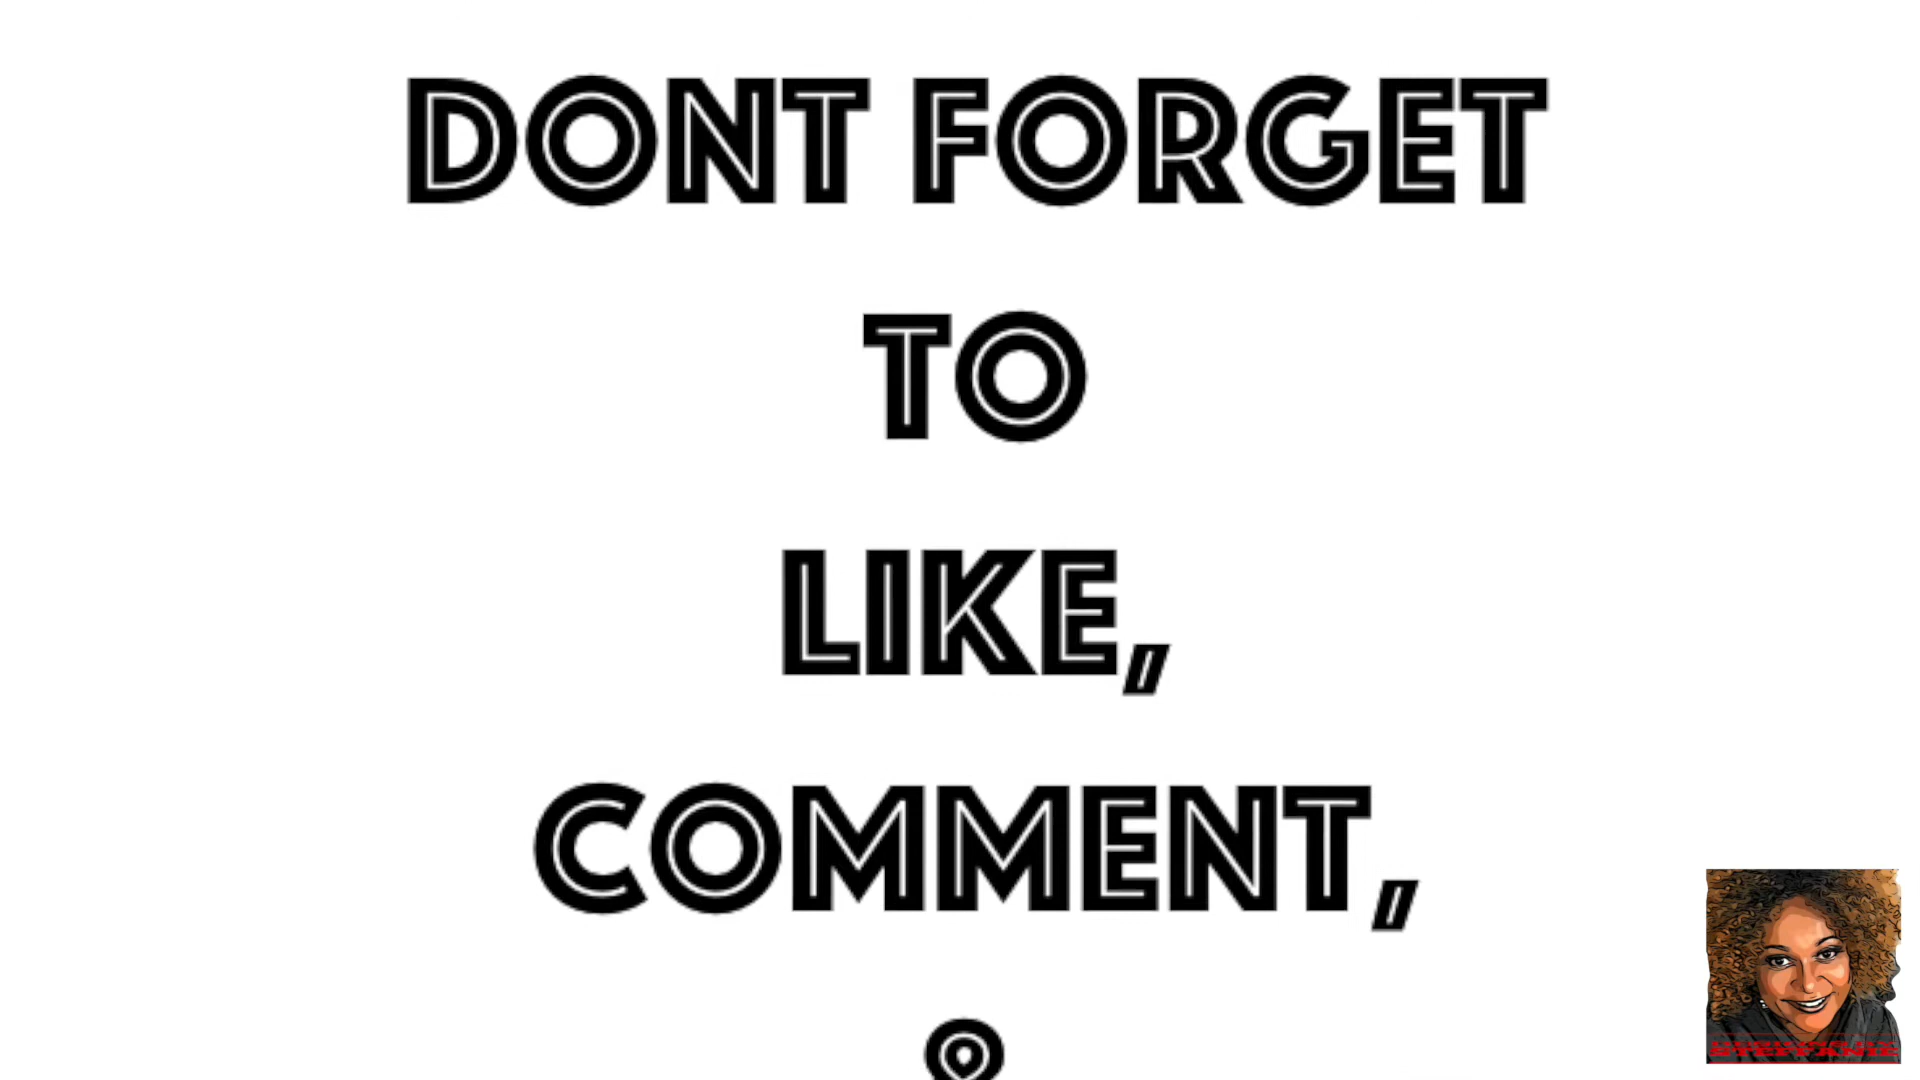 DONT FORGET
TO
LIKE,
COMMENT,
&